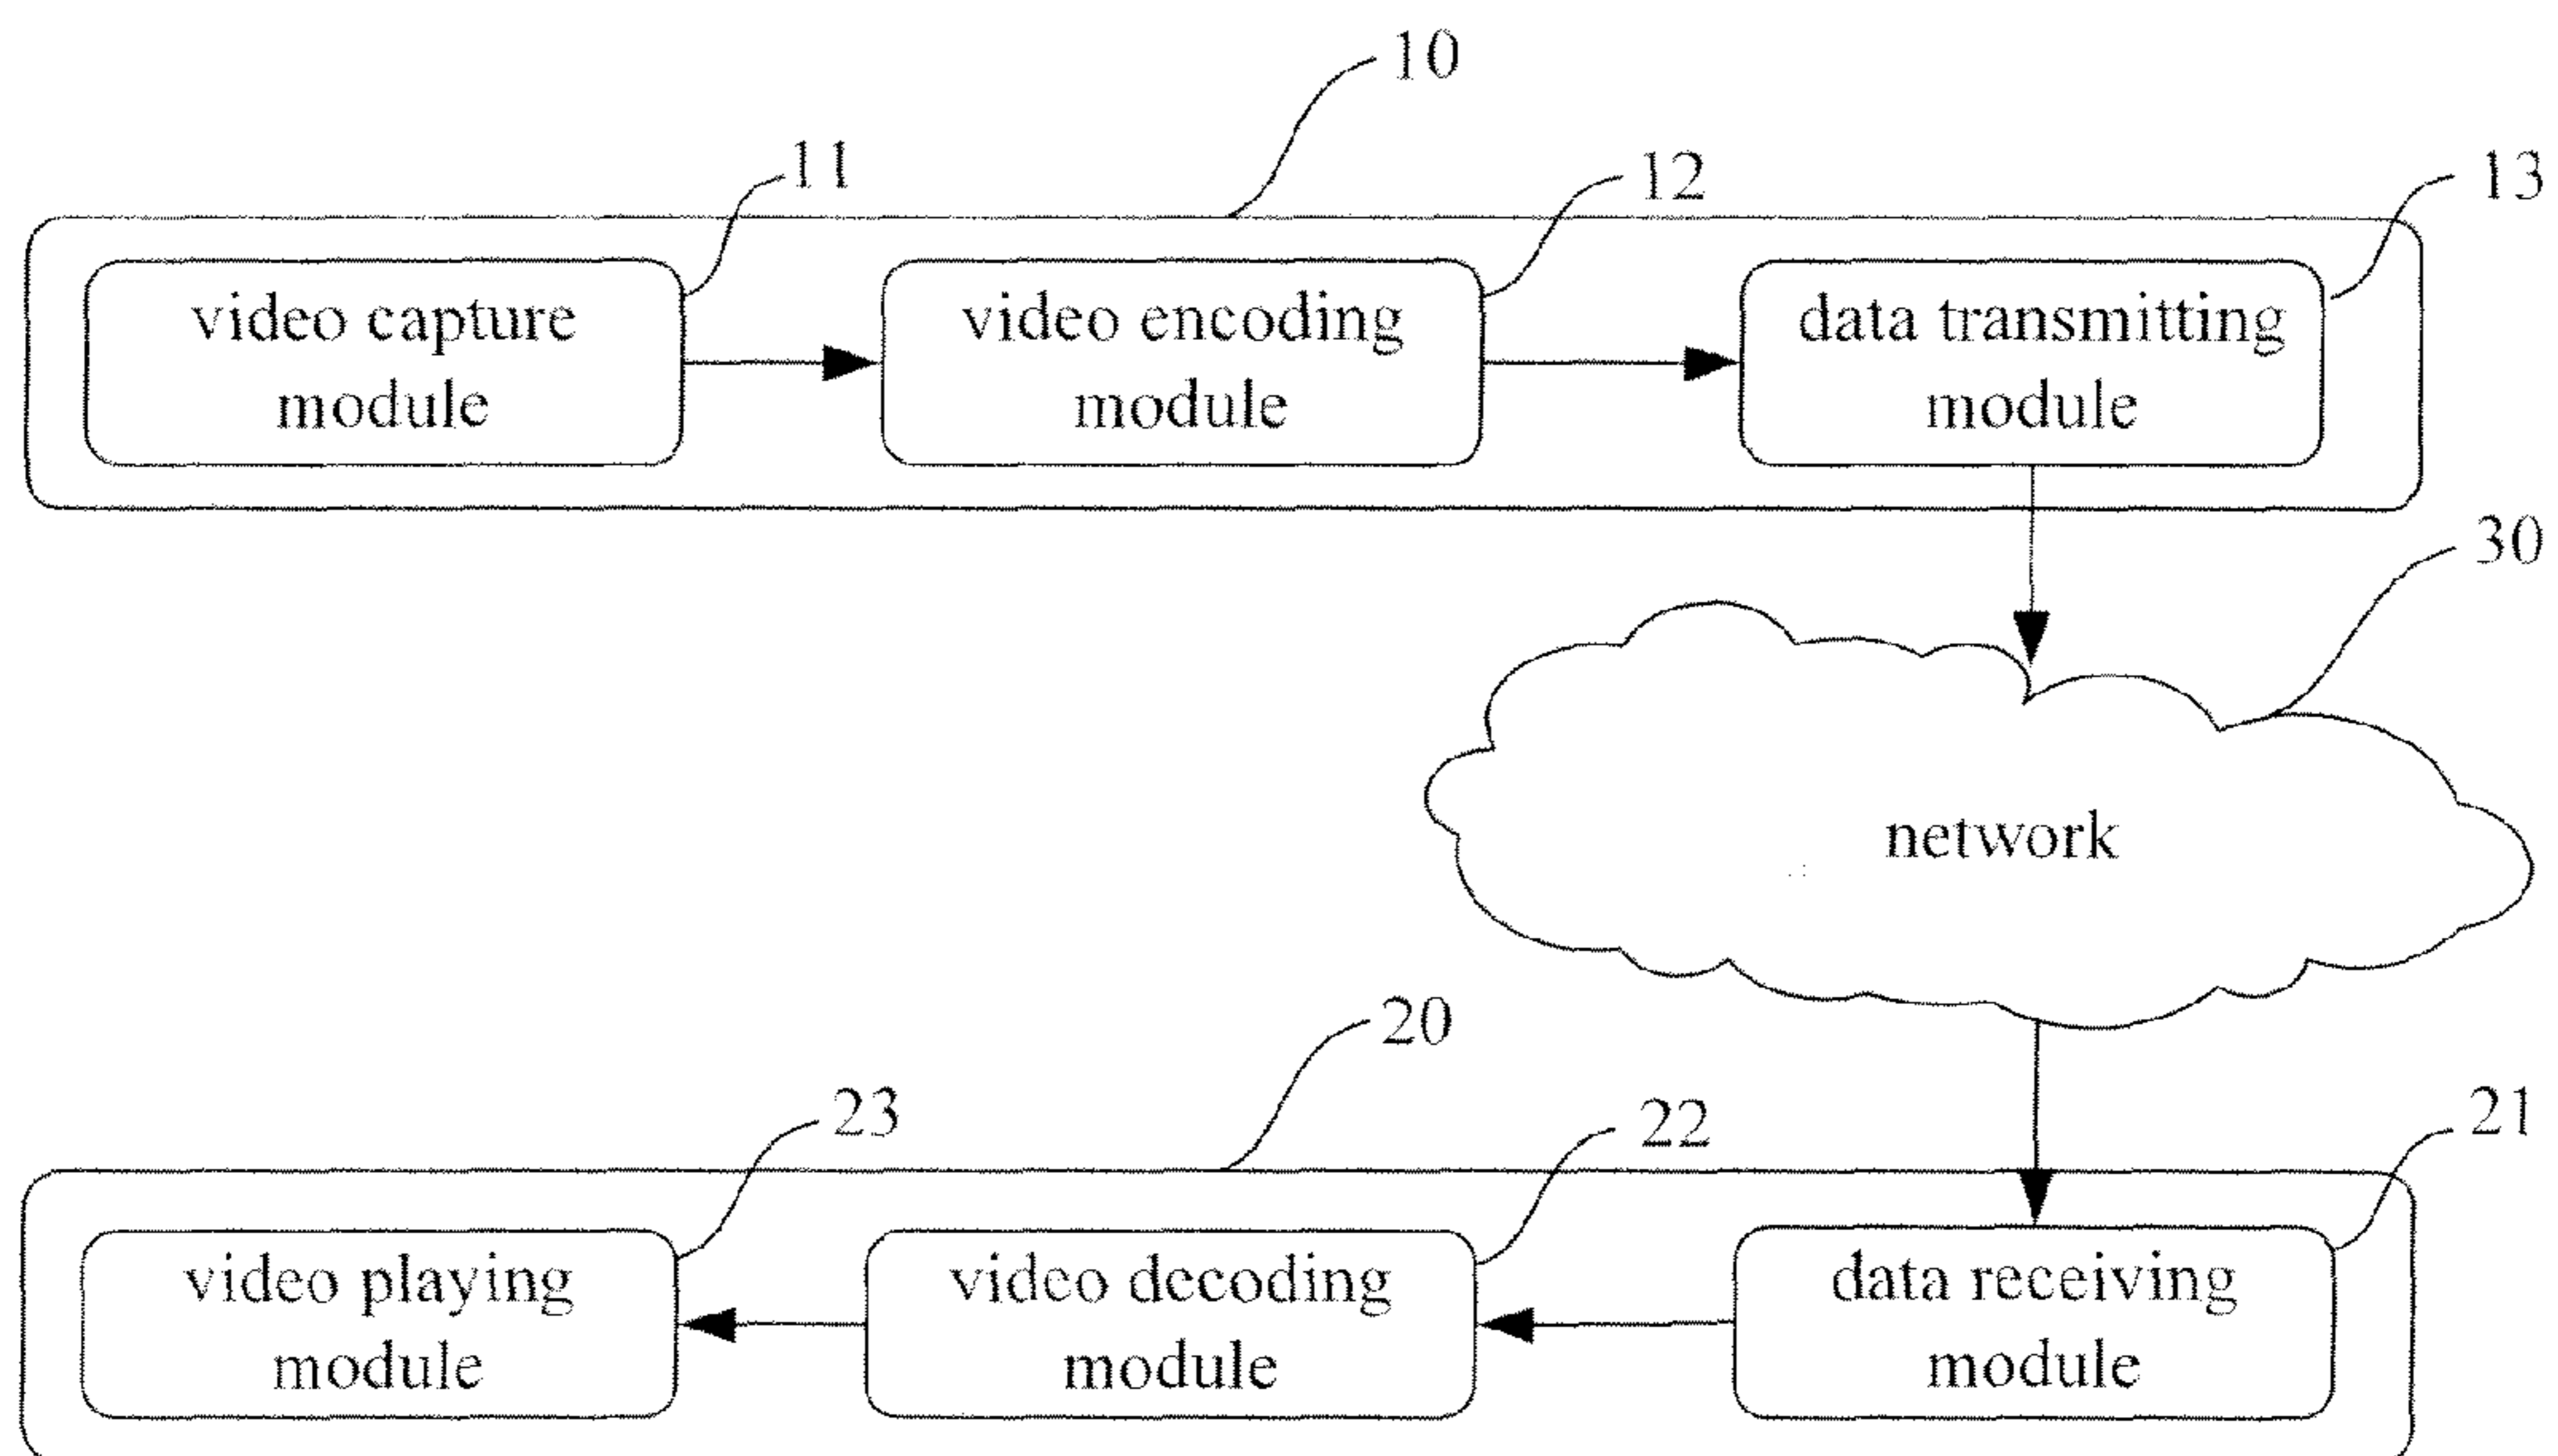 10
11
12
13
video capture
module
video encoding
module
data transmitting
module
30
network
20
23
22
21
video playing
module
video decoding
module
data receiving
module